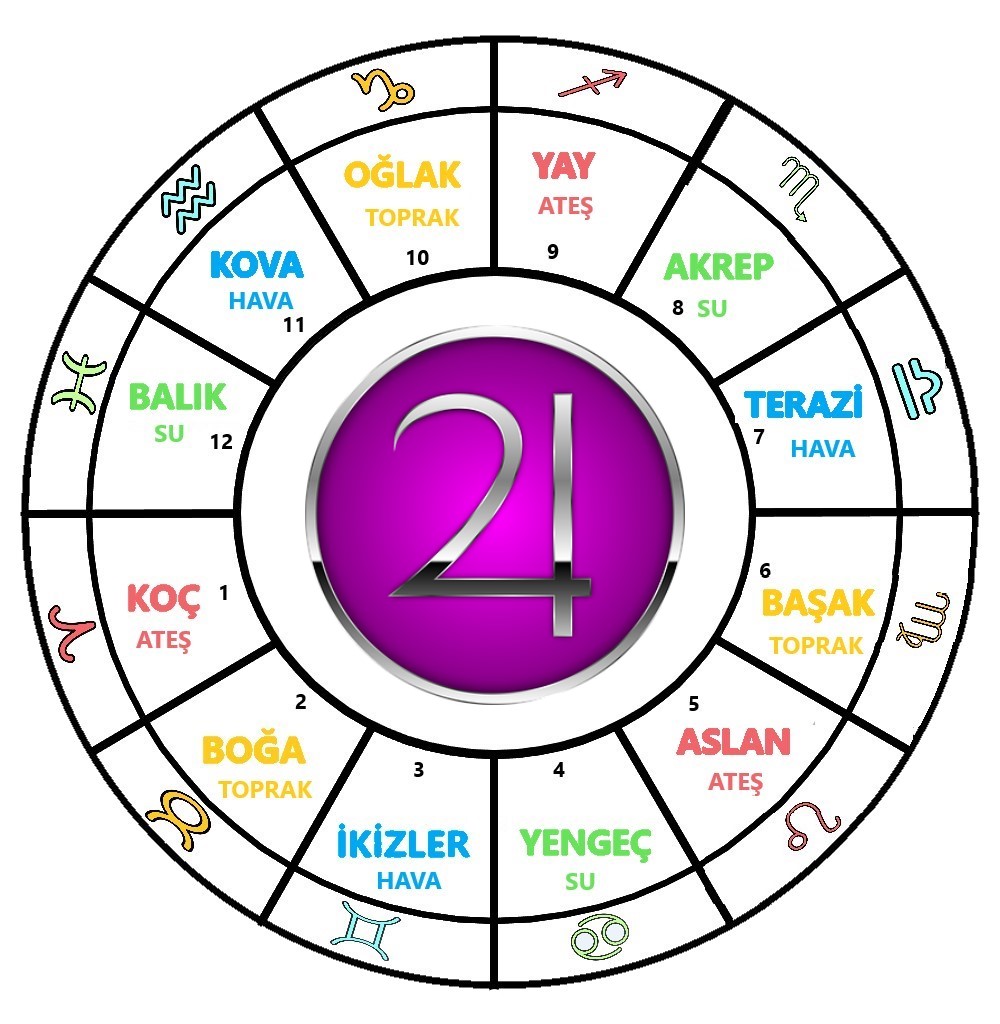 KOÇ
ATEŞ
1
BOĞA
TOPRAK
2
İKİZLER
HAVA
3
YENGEÇ
SU
4
ASLAN
ATEŞ
5
BAŞAK
TOPRAK
6
TERAZİ
HAVA
7
AKREP
SU
8
YAY
ATEŞ
9
OĞLAK
TOPRAK
10
KOVA
HAVA
11
BALIK
SU
12